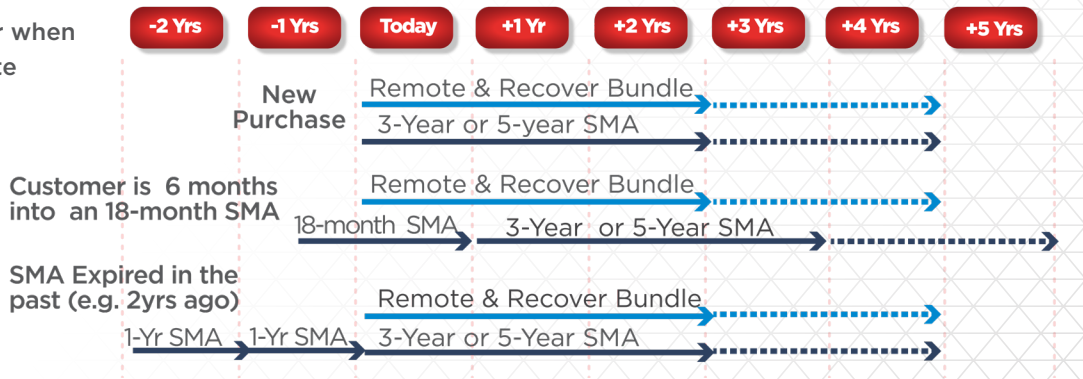 r when
te
-2 Yrs
-1 Yrs
Today
+1 Yr
+2 Yrs
+3 Yrs
+4 Yrs
+5 Yrs
New
Purchase
Remote & Recover Bundle
3-Year or 5-year SMA
Customer is 6 months
into an 18-month SMA
Remote & Recover Bundle
18-month SMA
3-Year or 5-Year SMA
SMA Expired in the
past (e.g. 2yrs ago)
Remote & Recover Bundle
1-Yr SMA
1-Yr SMA
3-Year or 5-Year SMA